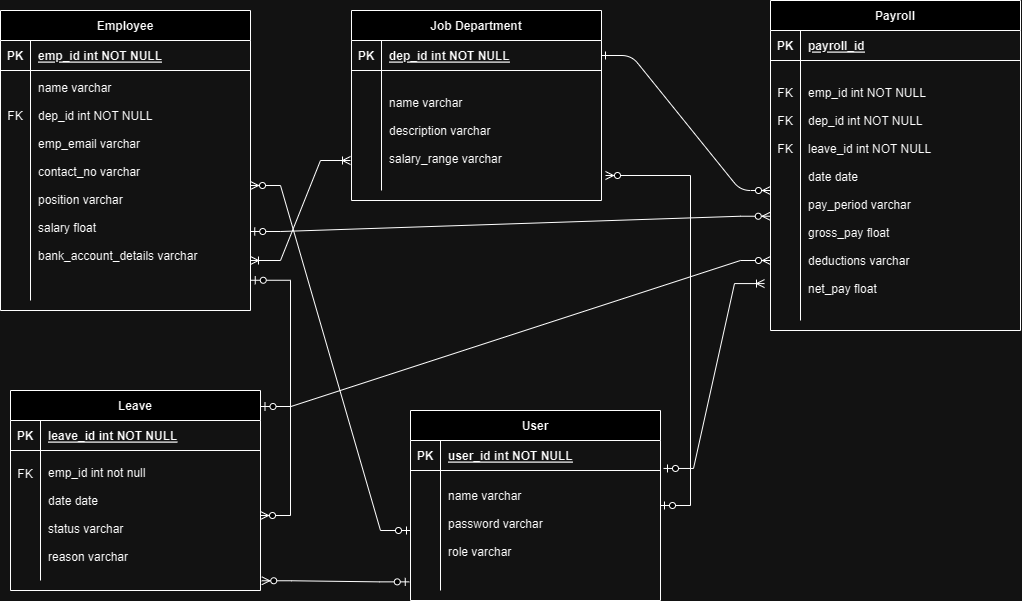 Employee
PK emp_id int NOT NULL
name varchar
FK dep_id int NOT NULL
emp_email varchar
contact_no varchar
position varchar
salary float
bank_account_details varchar
Job Department
PK dep_id int NOT NULL
name varchar
description varchar
salary_range varchar
Payroll
PK payroll_id
FK emp_id int NOT NULL
FK dep_id int NOT NULL
FK leave_id int NOT NULL
date date
pay_period varchar
gross_pay float
deductions varchar
net_pay float
Leave
PK leave_id int NOT NULL
FK emp_id int not null
date date
status varchar
reason varchar
User
PK user_id int NOT NULL
name varchar
password varchar
role varchar